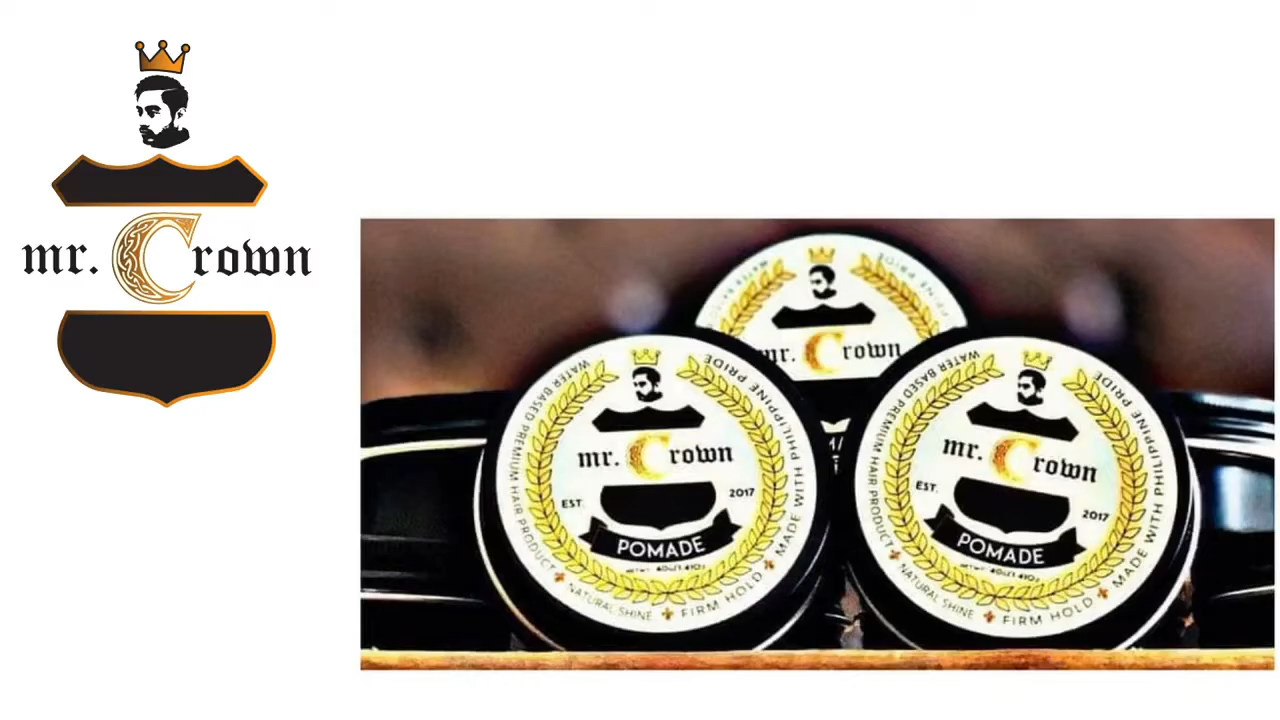 mr. Crown
PINE PRIDE
mr. Crown
WATER BASED PREMIUM HAIR PRODUCT
MADE WITH PHILIPPINE PRIDE
mr. Crown
EST. 2017
POMADE
NATURAL SHINE
FIRM HOLD
WATER BASED PREMIUM HAIR PRODUCT
MADE WITH PHILIPPINE PRIDE
mr. Crown
EST. 2017
POMADE
NATURAL SHINE
FIRM HOLD